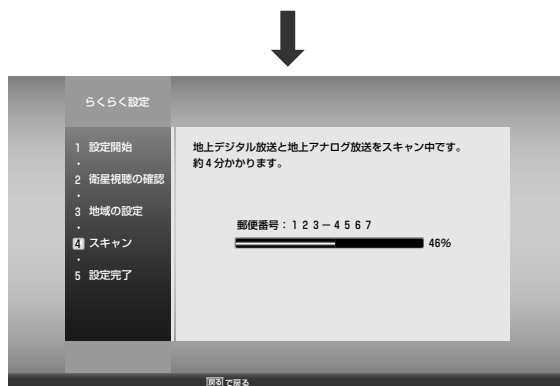 らくらく設定
1 設定開始
・
2 衛星視聴の確認
・
3 地域の設定
・
4 スキャン
・
5 設定完了
地上デジタル放送と地上アナログ放送をスキャン中です。
約4分かかります。
郵便番号：１２３－４５６７
46%
戻る で戻る